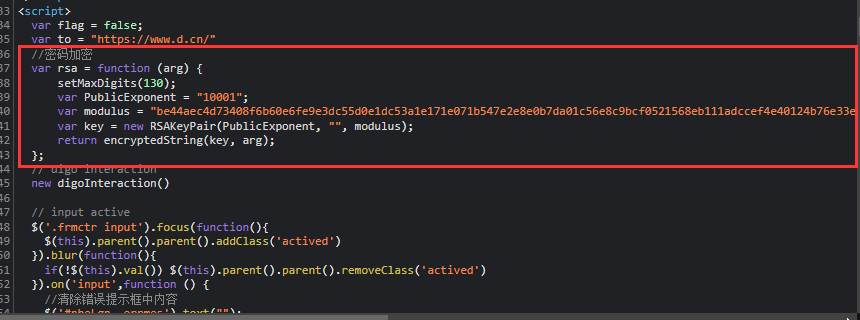 33 <script>
34 var flag = false;
35 var to = "https://www.d.cn/"
36 //密码加密
37 var rsa = function (arg) {
38 setMaxDigits(130);
39 var PublicExponent = "10001";
40 var modulus = "be44aec4d73408f6b60e6fe9e3dc55d0e1dc53a1e171e071b547e2e8e0b7da01c56e8c9bcf0521568eb111adccef4e40124b76e33e
41 var key = new RSAKeyPair(PublicExponent, "", modulus);
42 return encryptedString(key, arg);
43 };
44 // digo interaction
45 new digoInteraction()
46
47 // input active
48 $('.frmctr input').focus(function(){
49 $(this).parent().parent().addClass('actived')
50 }).blur(function(){
51 if(!$(this).val()) $(this).parent().parent().removeClass('actived')
52 }).on('input',function () {
53 //清除错误提示框中内容
54 text("");